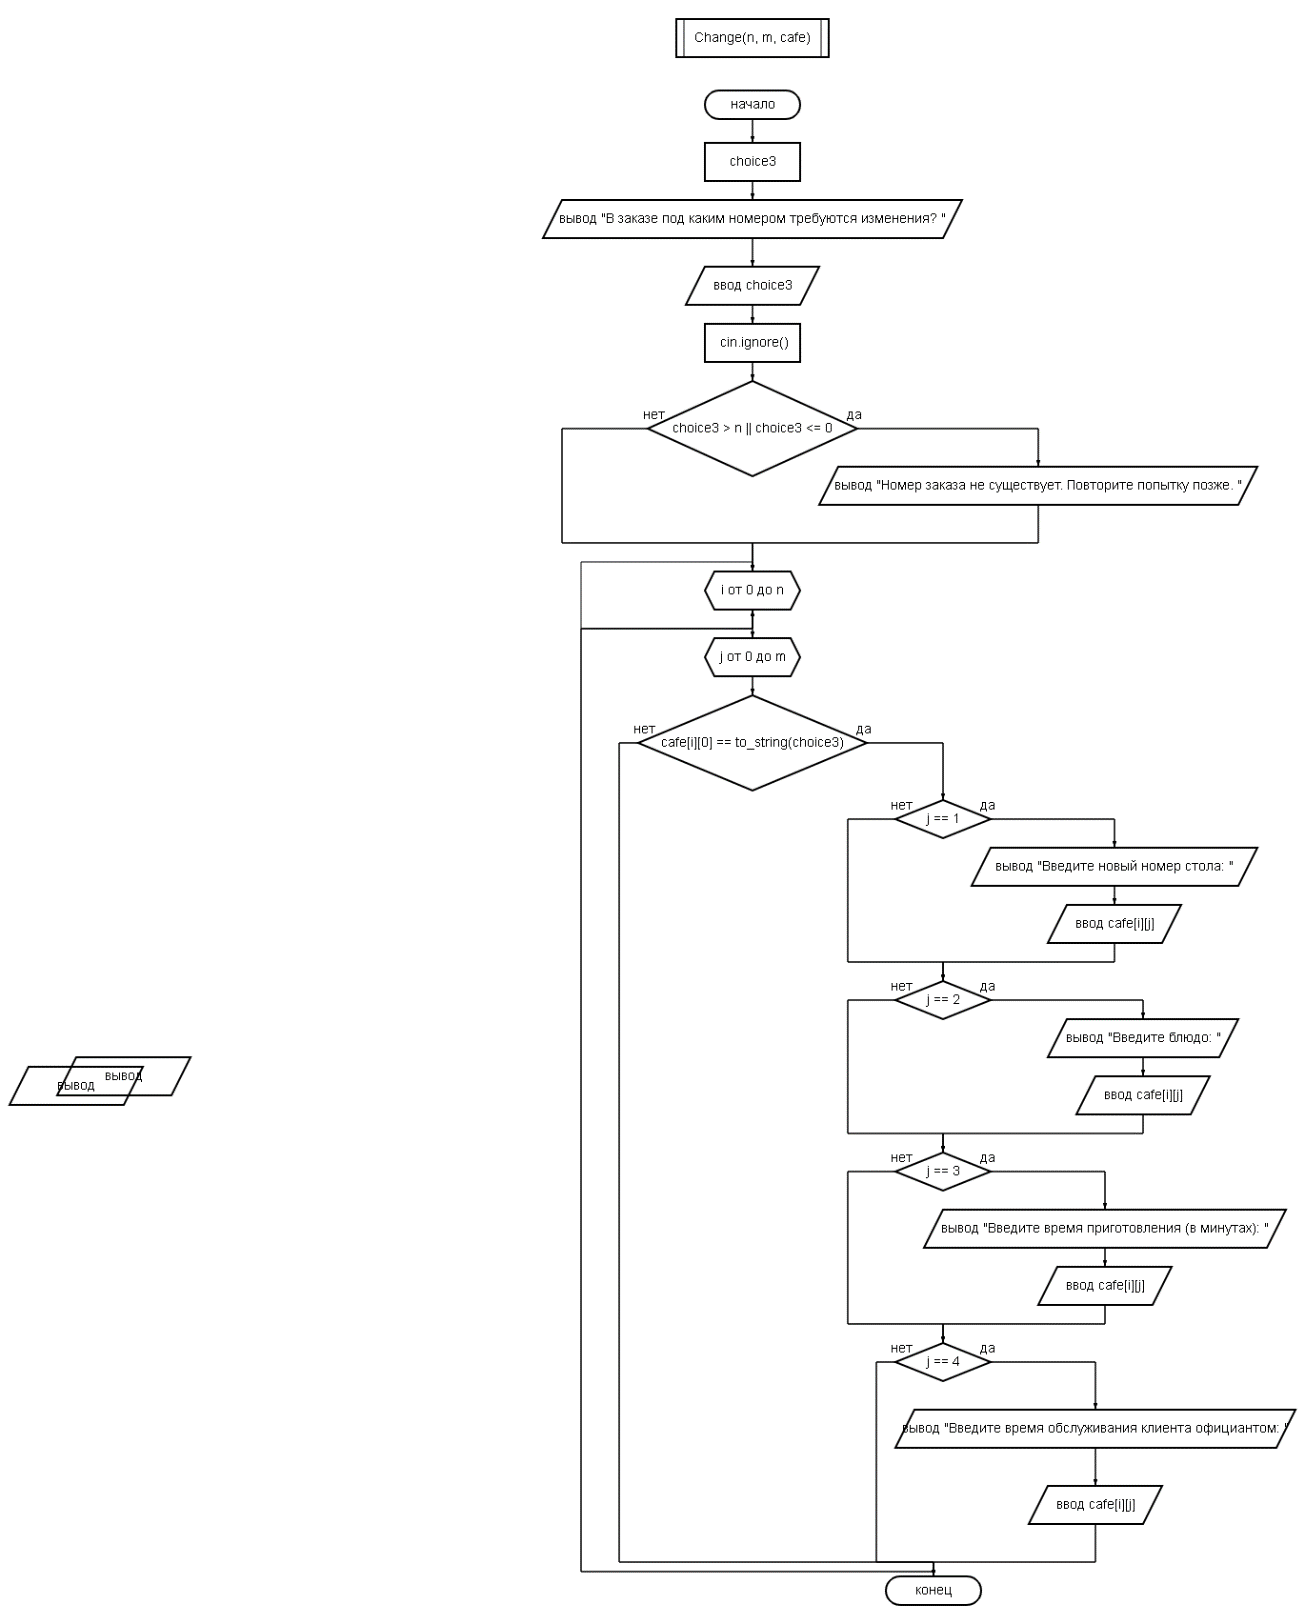 Change(n, m, cafe)
начало
choice3
вывод "В заказе под каким номером требуются изменения? "
ввод choice3
cin.ignore()
нет
да
choice3 > n || choice3 <= 0
вывод "Номер заказа не существует. Повторите попытку позже. "
i от 0 до n
j от 0 до m
нет
да
cafe[i][0] == to_string(choice3)
нет
да
j == 1
вывод "Введите новый номер стола: "
ввод cafe[i][j]
нет
да
j == 2
вывод "Введите блюдо: "
вывод
вывод
ввод cafe[i][j]
нет
да
j == 3
вывод "Введите время приготовления (в минутах): "
ввод cafe[i][j]
нет
да
j == 4
вывод "Введите время обслуживания клиента официантом: "
ввод cafe[i][j]
конец